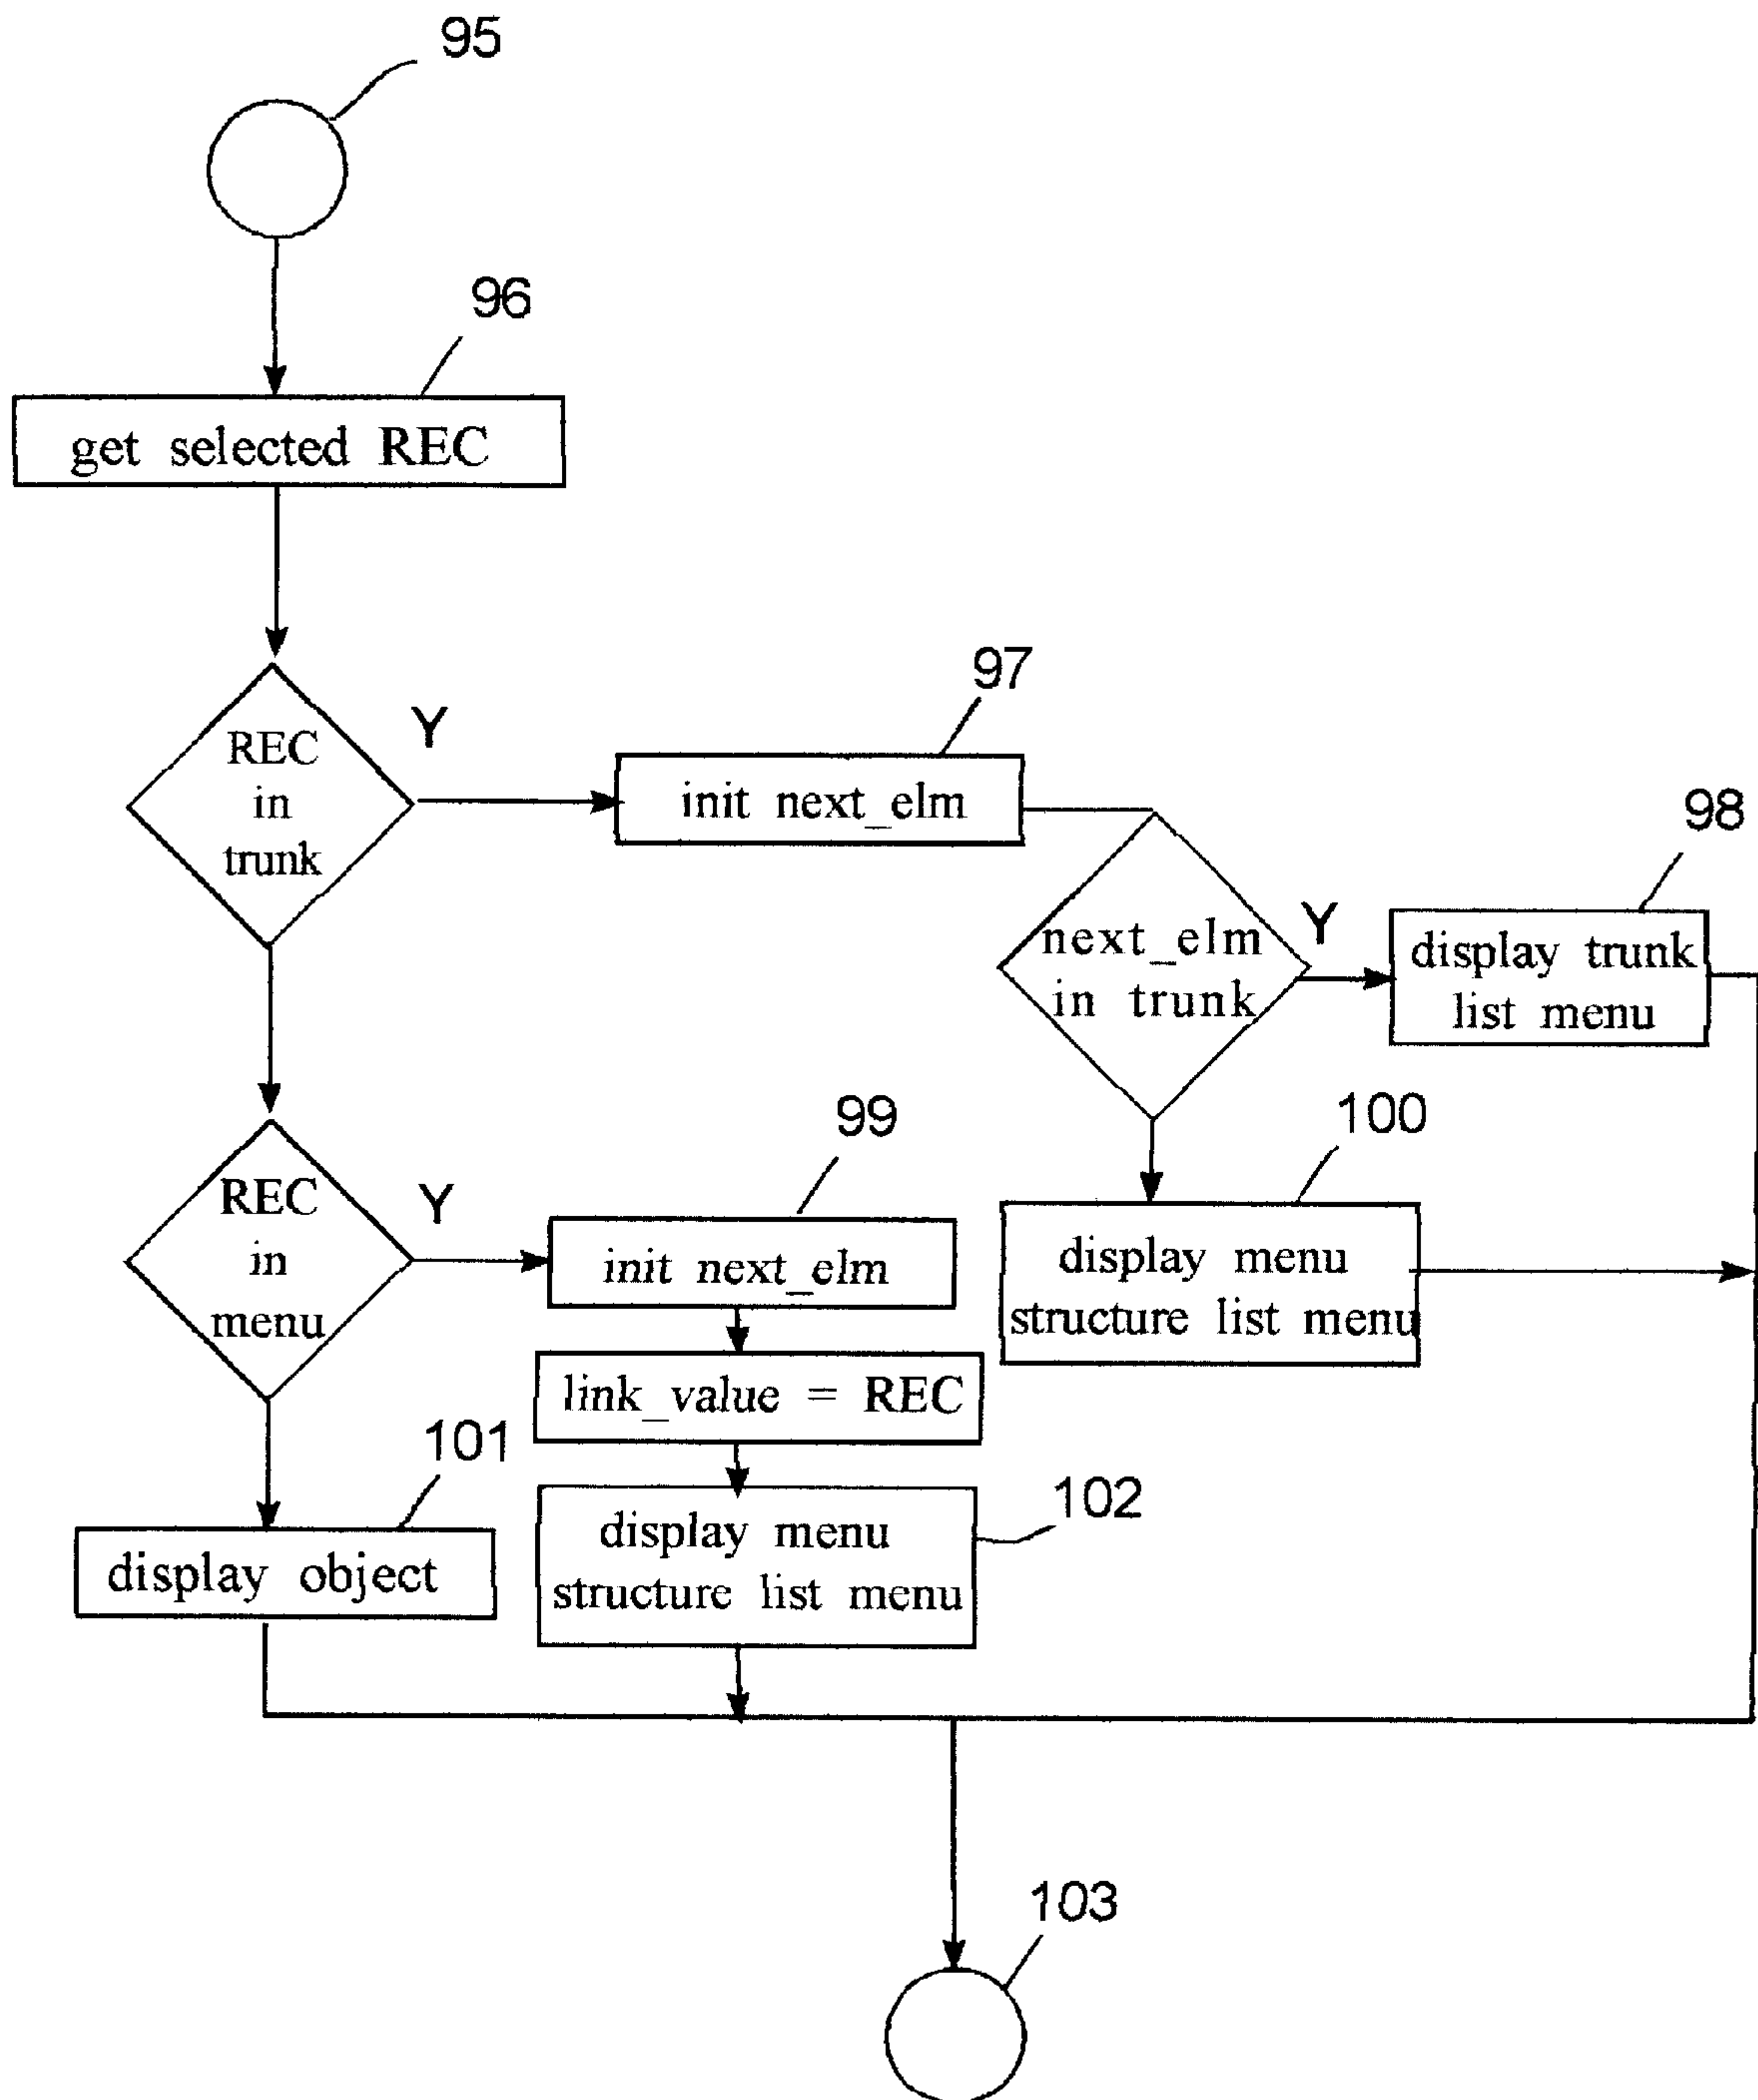 95
96
get selected REC
REC
in
trunk
Y
97
init next_elm
next_elm
in trunk
Y
98
display trunk
list menu
REC
in
menu
Y
99
init next_elm
link_value = REC
100
display menu
structure list menu
101
display object
102
display menu
structure list menu
103